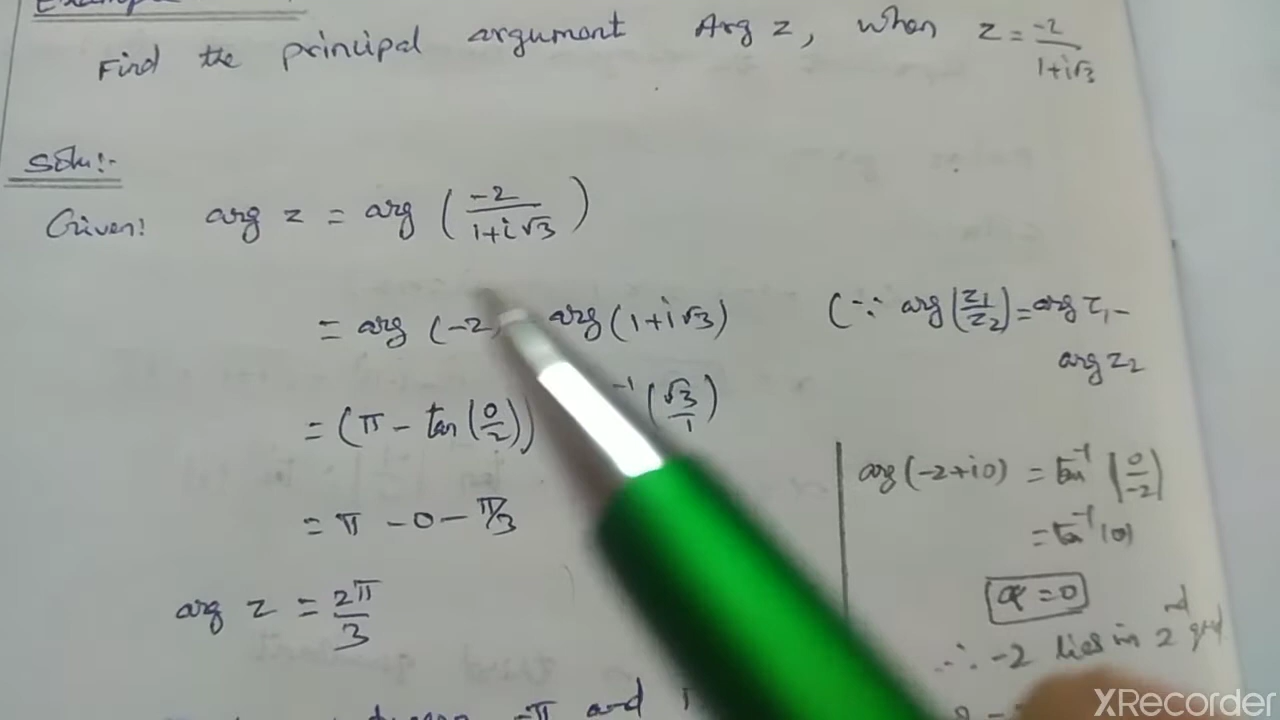 Example
Find the principal argument Arg z, when z = -2/(1+i√3)
Soln:-
Given: arg z = arg (-2/(1+i√3))
= arg (-2, arg (1+i√3) (∵ arg (z1/z2) = arg z1 -
arg z2
= (π - tan (0/2)) -1 (√3/1)
= π - 0 - π/3
arg z = 2π/3
arg (-2+i0) = tan-1 (0/-2)
= tan-1 (0)
α = 0
∴ -2 lies in 2nd
-π and
XRecorder